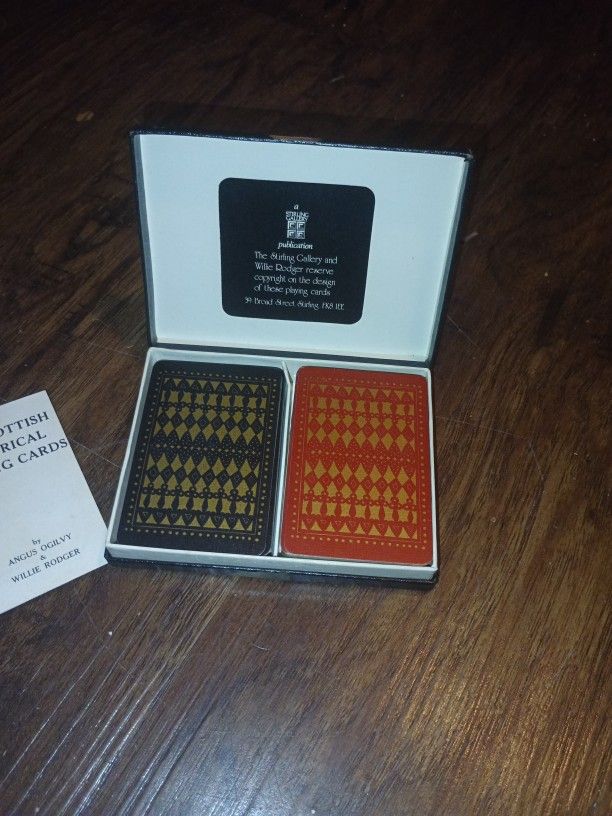 a
STIRLING
GALLERY
publication
The Stirling Gallery and
Willie Rodger reserve
copyright on the design
of these playing cards
39 Broad Street Stirling FK8 1EE
OTTISH
RICAL
G CARDS
by
ANGUS OGILVY
&
WILLIE RODGER